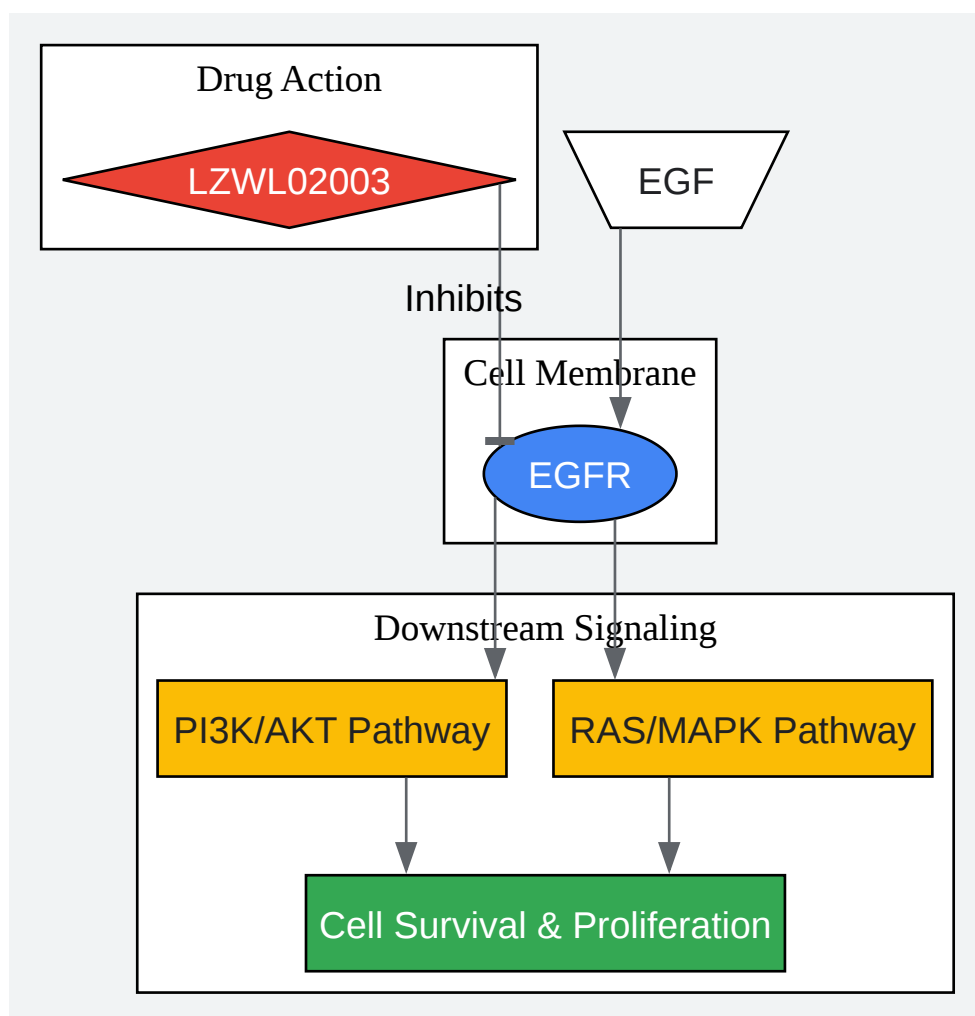 Drug Action
LZWL02003
EGF
Inhibits
Cell Membrane
EGFR
Downstream Signaling
PI3K/AKT Pathway
RAS/MAPK Pathway
Cell Survival & Proliferation